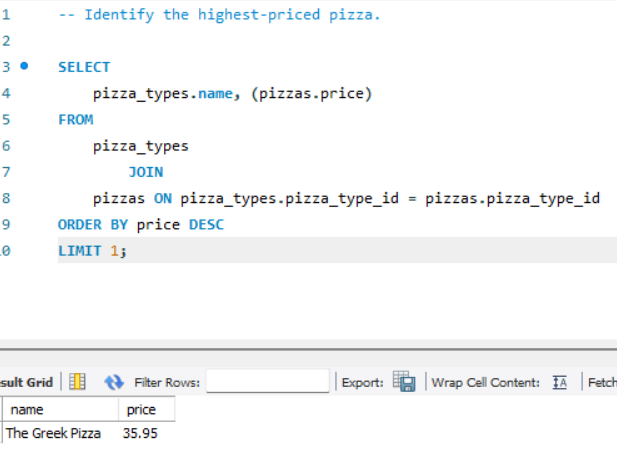 1 -- Identify the highest-priced pizza.
2
3 SELECT
4 pizza_types.name, (pizzas.price)
5 FROM
6 pizza_types
7 JOIN
8 pizzas ON pizza_types.pizza_type_id = pizzas.pizza_type_id
9 ORDER BY price DESC
0 LIMIT 1;
sult Grid Filter Rows: Export: Wrap Cell Content: IA Fetch
name price
The Greek Pizza 35.95